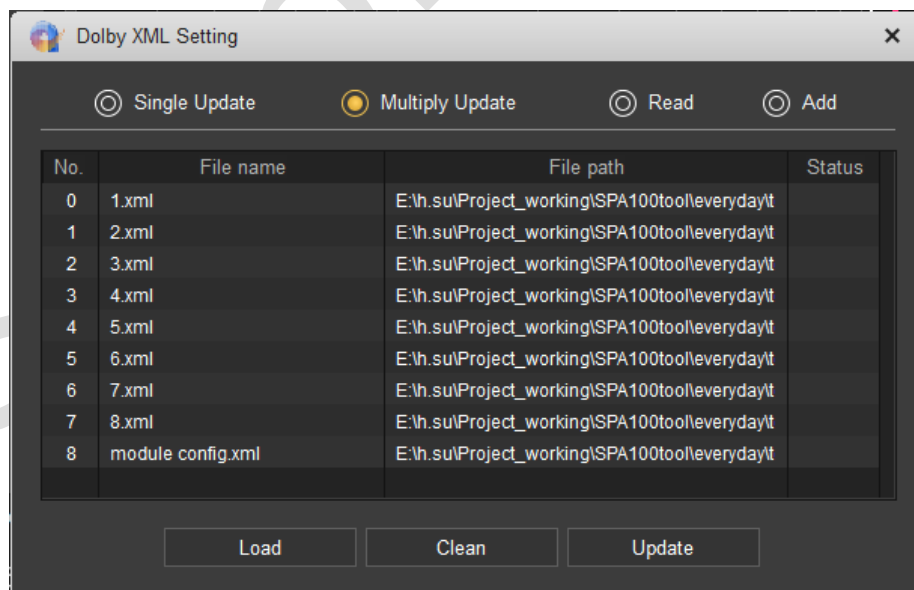 Dolby XML Setting
Single Update Multiply Update Read Add
No. File name File path Status
0 1.xml E:\h.su\Project_working\SPA100tool\everyday\t
1 2.xml E:\h.su\Project_working\SPA100tool\everyday\t
2 3.xml E:\h.su\Project_working\SPA100tool\everyday\t
3 4.xml E:\h.su\Project_working\SPA100tool\everyday\t
4 5.xml E:\h.su\Project_working\SPA100tool\everyday\t
5 6.xml E:\h.su\Project_working\SPA100tool\everyday\t
6 7.xml E:\h.su\Project_working\SPA100tool\everyday\t
7 8.xml E:\h.su\Project_working\SPA100tool\everyday\t
8 module config.xml E:\h.su\Project_working\SPA100tool\everyday\t
Load Clean Update